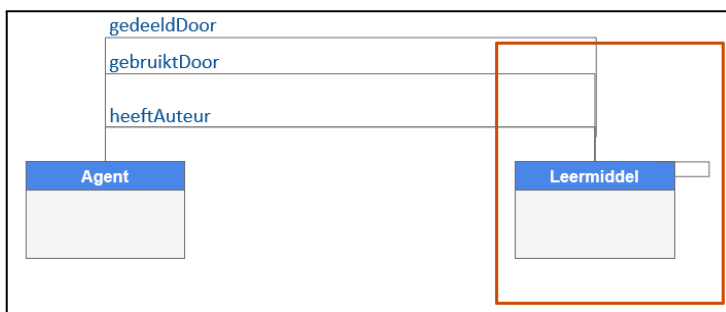 gedeeldDoor
gebruiktDoor
heeftAuteur
Agent
Leermiddel